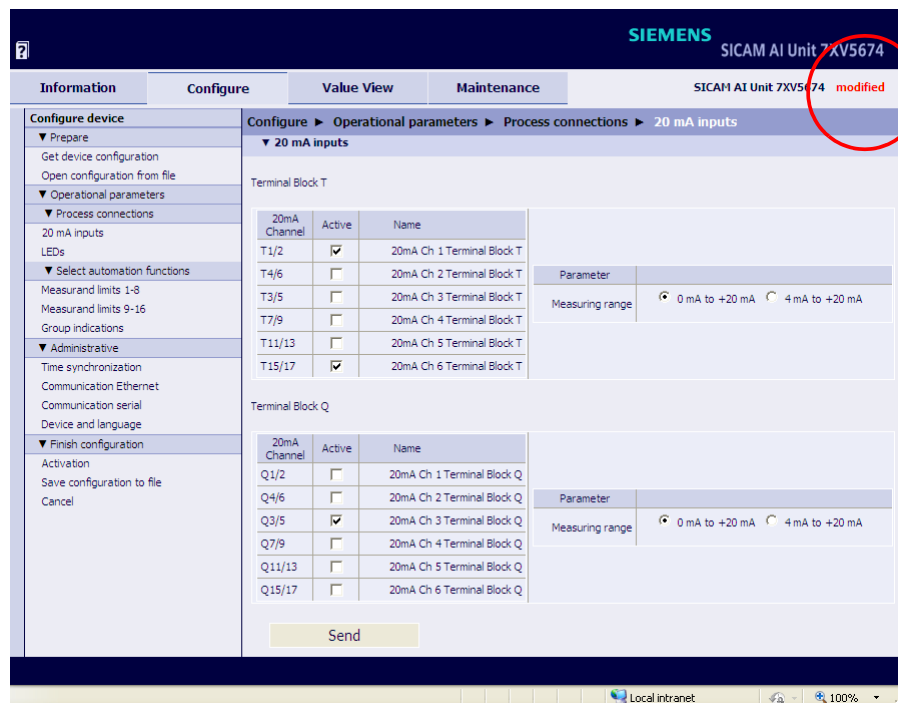 SIEMENS
?
SICAM AI Unit 7XV5674
Information Configure Value View Maintenance SICAM AI Unit 7XV5674 modified
Configure device
▼ Prepare
Get device configuration
Open configuration from file
▼ Operational parameters
▼ Process connections
20 mA inputs
LEDs
▼ Select automation functions
Measurand limits 1-8
Measurand limits 9-16
Group indications
▼ Administrative
Time synchronization
Communication Ethernet
Communication serial
Device and language
▼ Finish configuration
Activation
Save configuration to file
Cancel
Configure ► Operational parameters ► Process connections ► 20 mA inputs
▼ 20 mA inputs
Terminal Block T
20mA Channel Active Name
T1/2 20mA Ch 1 Terminal Block T
T4/6 20mA Ch 2 Terminal Block T
T3/5 20mA Ch 3 Terminal Block T
T7/9 20mA Ch 4 Terminal Block T
T11/13 20mA Ch 5 Terminal Block T
T15/17 20mA Ch 6 Terminal Block T
Parameter
Measuring range 0 mA to +20 mA 4 mA to +20 mA
Terminal Block Q
20mA Channel Active Name
Q1/2 20mA Ch 1 Terminal Block Q
Q4/6 20mA Ch 2 Terminal Block Q
Q3/5 20mA Ch 3 Terminal Block Q
Q7/9 20mA Ch 4 Terminal Block Q
Q11/13 20mA Ch 5 Terminal Block Q
Q15/17 20mA Ch 6 Terminal Block Q
Parameter
Measuring range 0 mA to +20 mA 4 mA to +20 mA
Send
Local intranet 100%